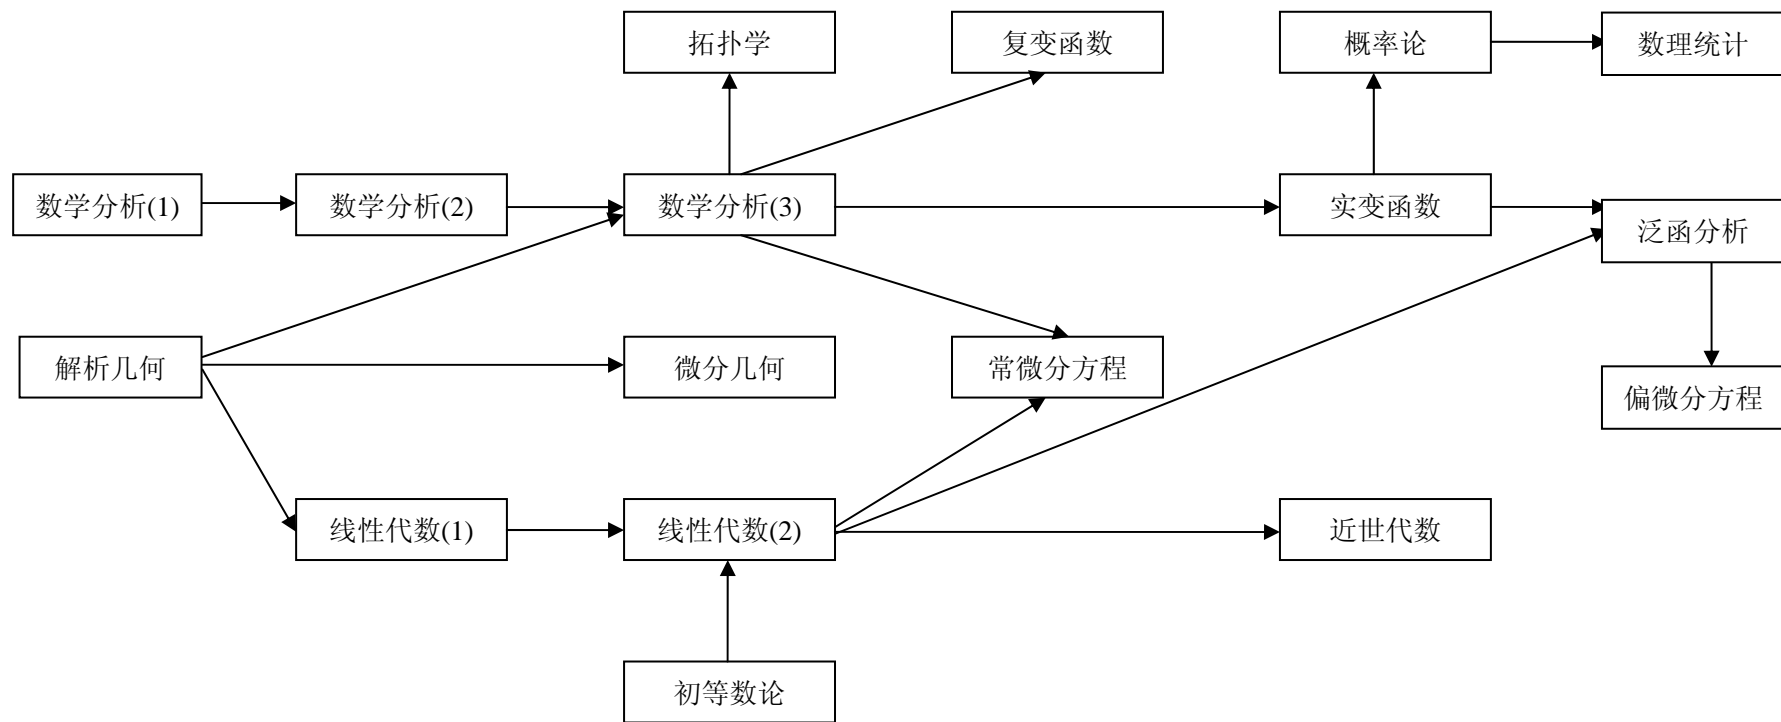 拓扑学
复变函数
概率论
数理统计
数学分析(1)
数学分析(2)
数学分析(3)
实变函数
泛函分析
解析几何
微分几何
常微分方程
偏微分方程
线性代数(1)
线性代数(2)
近世代数
初等数论